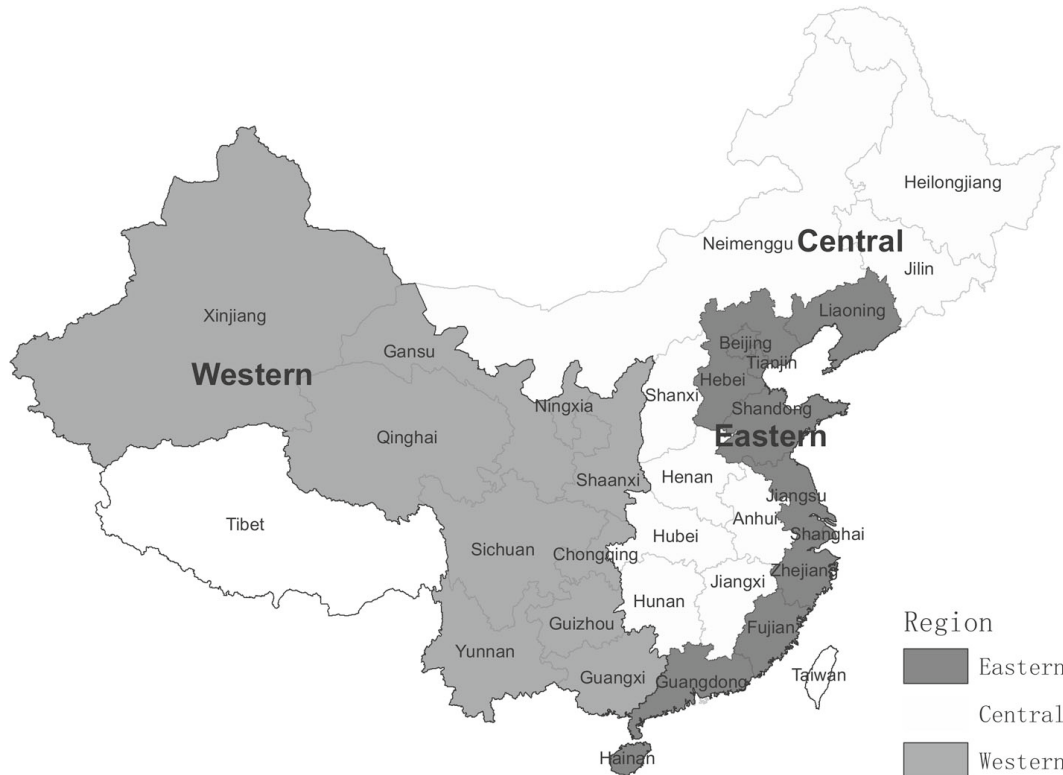 Heilongjiang
Neimenggu
Central
Jilin
Liaoning
Xinjiang
Beijing
Gansu
Tianjin
Western
Hebei
Shanxi
Ningxia
Shandong
Qinghai
Eastern
Henan
Shaanxi
Jiangsu
Anhui
Tibet
Hubei
Shanghai
Sichuan
Chongqing
Zhejiang
Jiangxi
Hunan
Guizhou
Fujian
Region
Yunnan
Eastern
Guangxi
Guangdong
Taiwan
Central
Hainan
Western